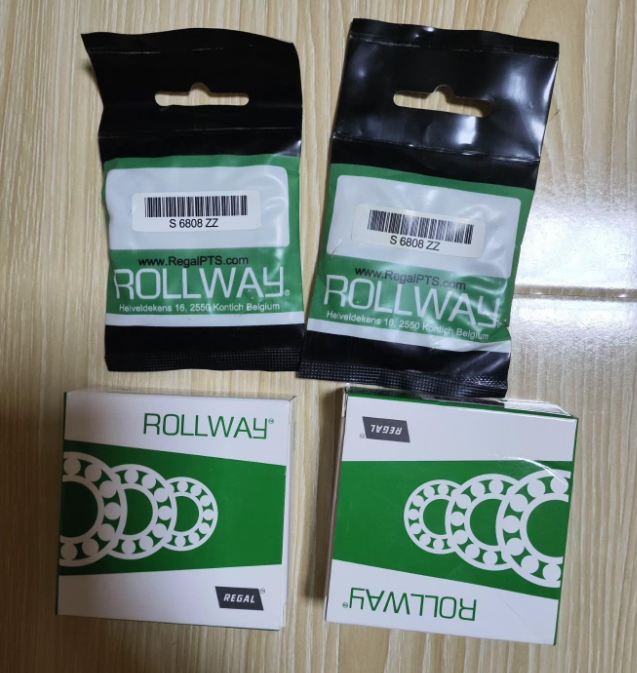 S 6808 ZZ
www.RegalPTS.com
ROLLWAY®
Heiveldekens 16, 2550 Kontich Belgium
S 6808 ZZ
www.RegalPTS.com
ROLLWAY®
Heiveldekens 16, 2550 Kontich Belgium
ROLLWAY®
REGAL
REGAL
ROLLWAY®